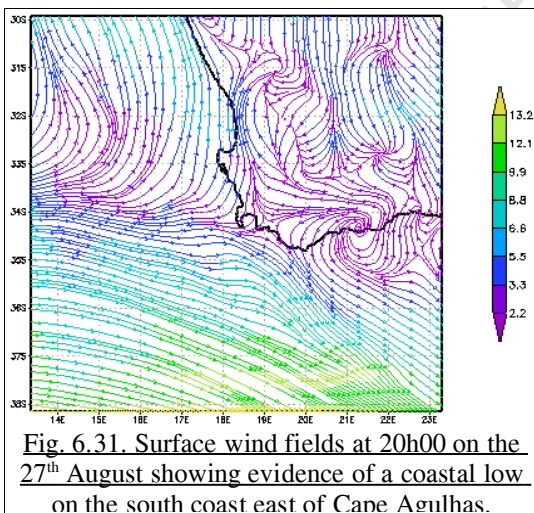 30S
31S
32S
33S
34S
35S
36S
37S
38S
14E 15E 16E 17E 18E 19E 20E 21E 22E 23E
13.2
12.1
9.9
8.8
6.6
5.5
3.3
2.2
Fig. 6.31. Surface wind fields at 20h00 on the
27th August showing evidence of a coastal low
on the south coast east of Cape Agulhas.